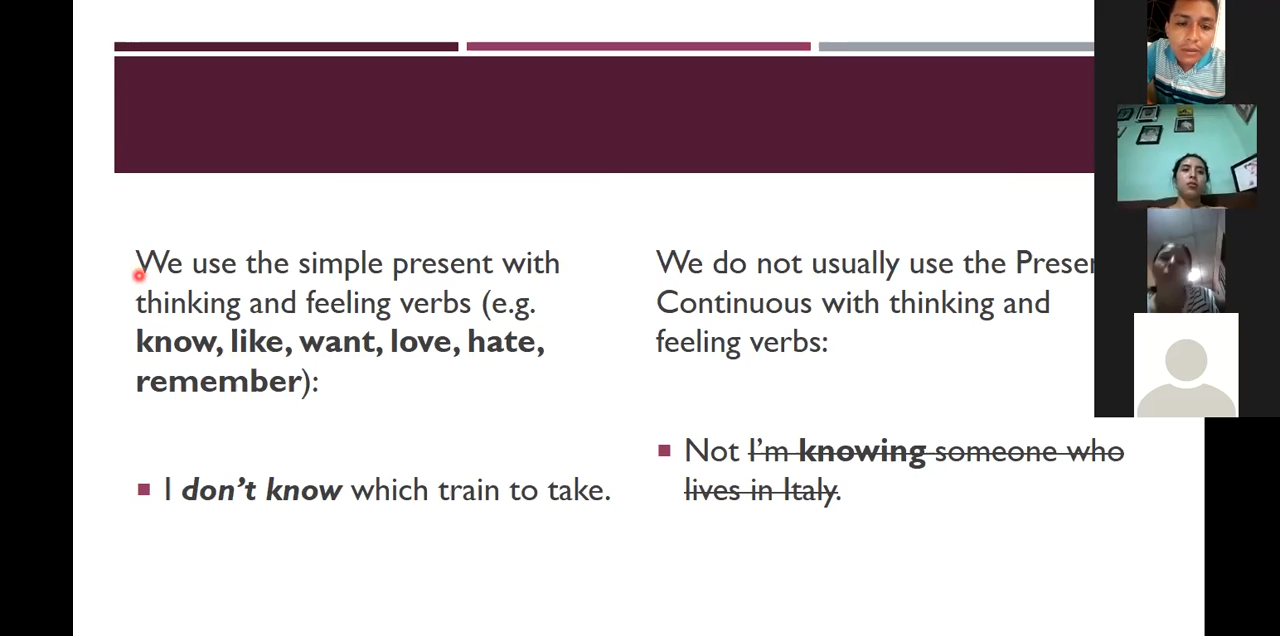 We use the simple present with
thinking and feeling verbs (e.g.
know, like, want, love, hate,
remember):
I don't know which train to take.
We do not usually use the
Continuous with thinking and
feeling verbs:
Not I'm knowing someone who
lives in Italy.